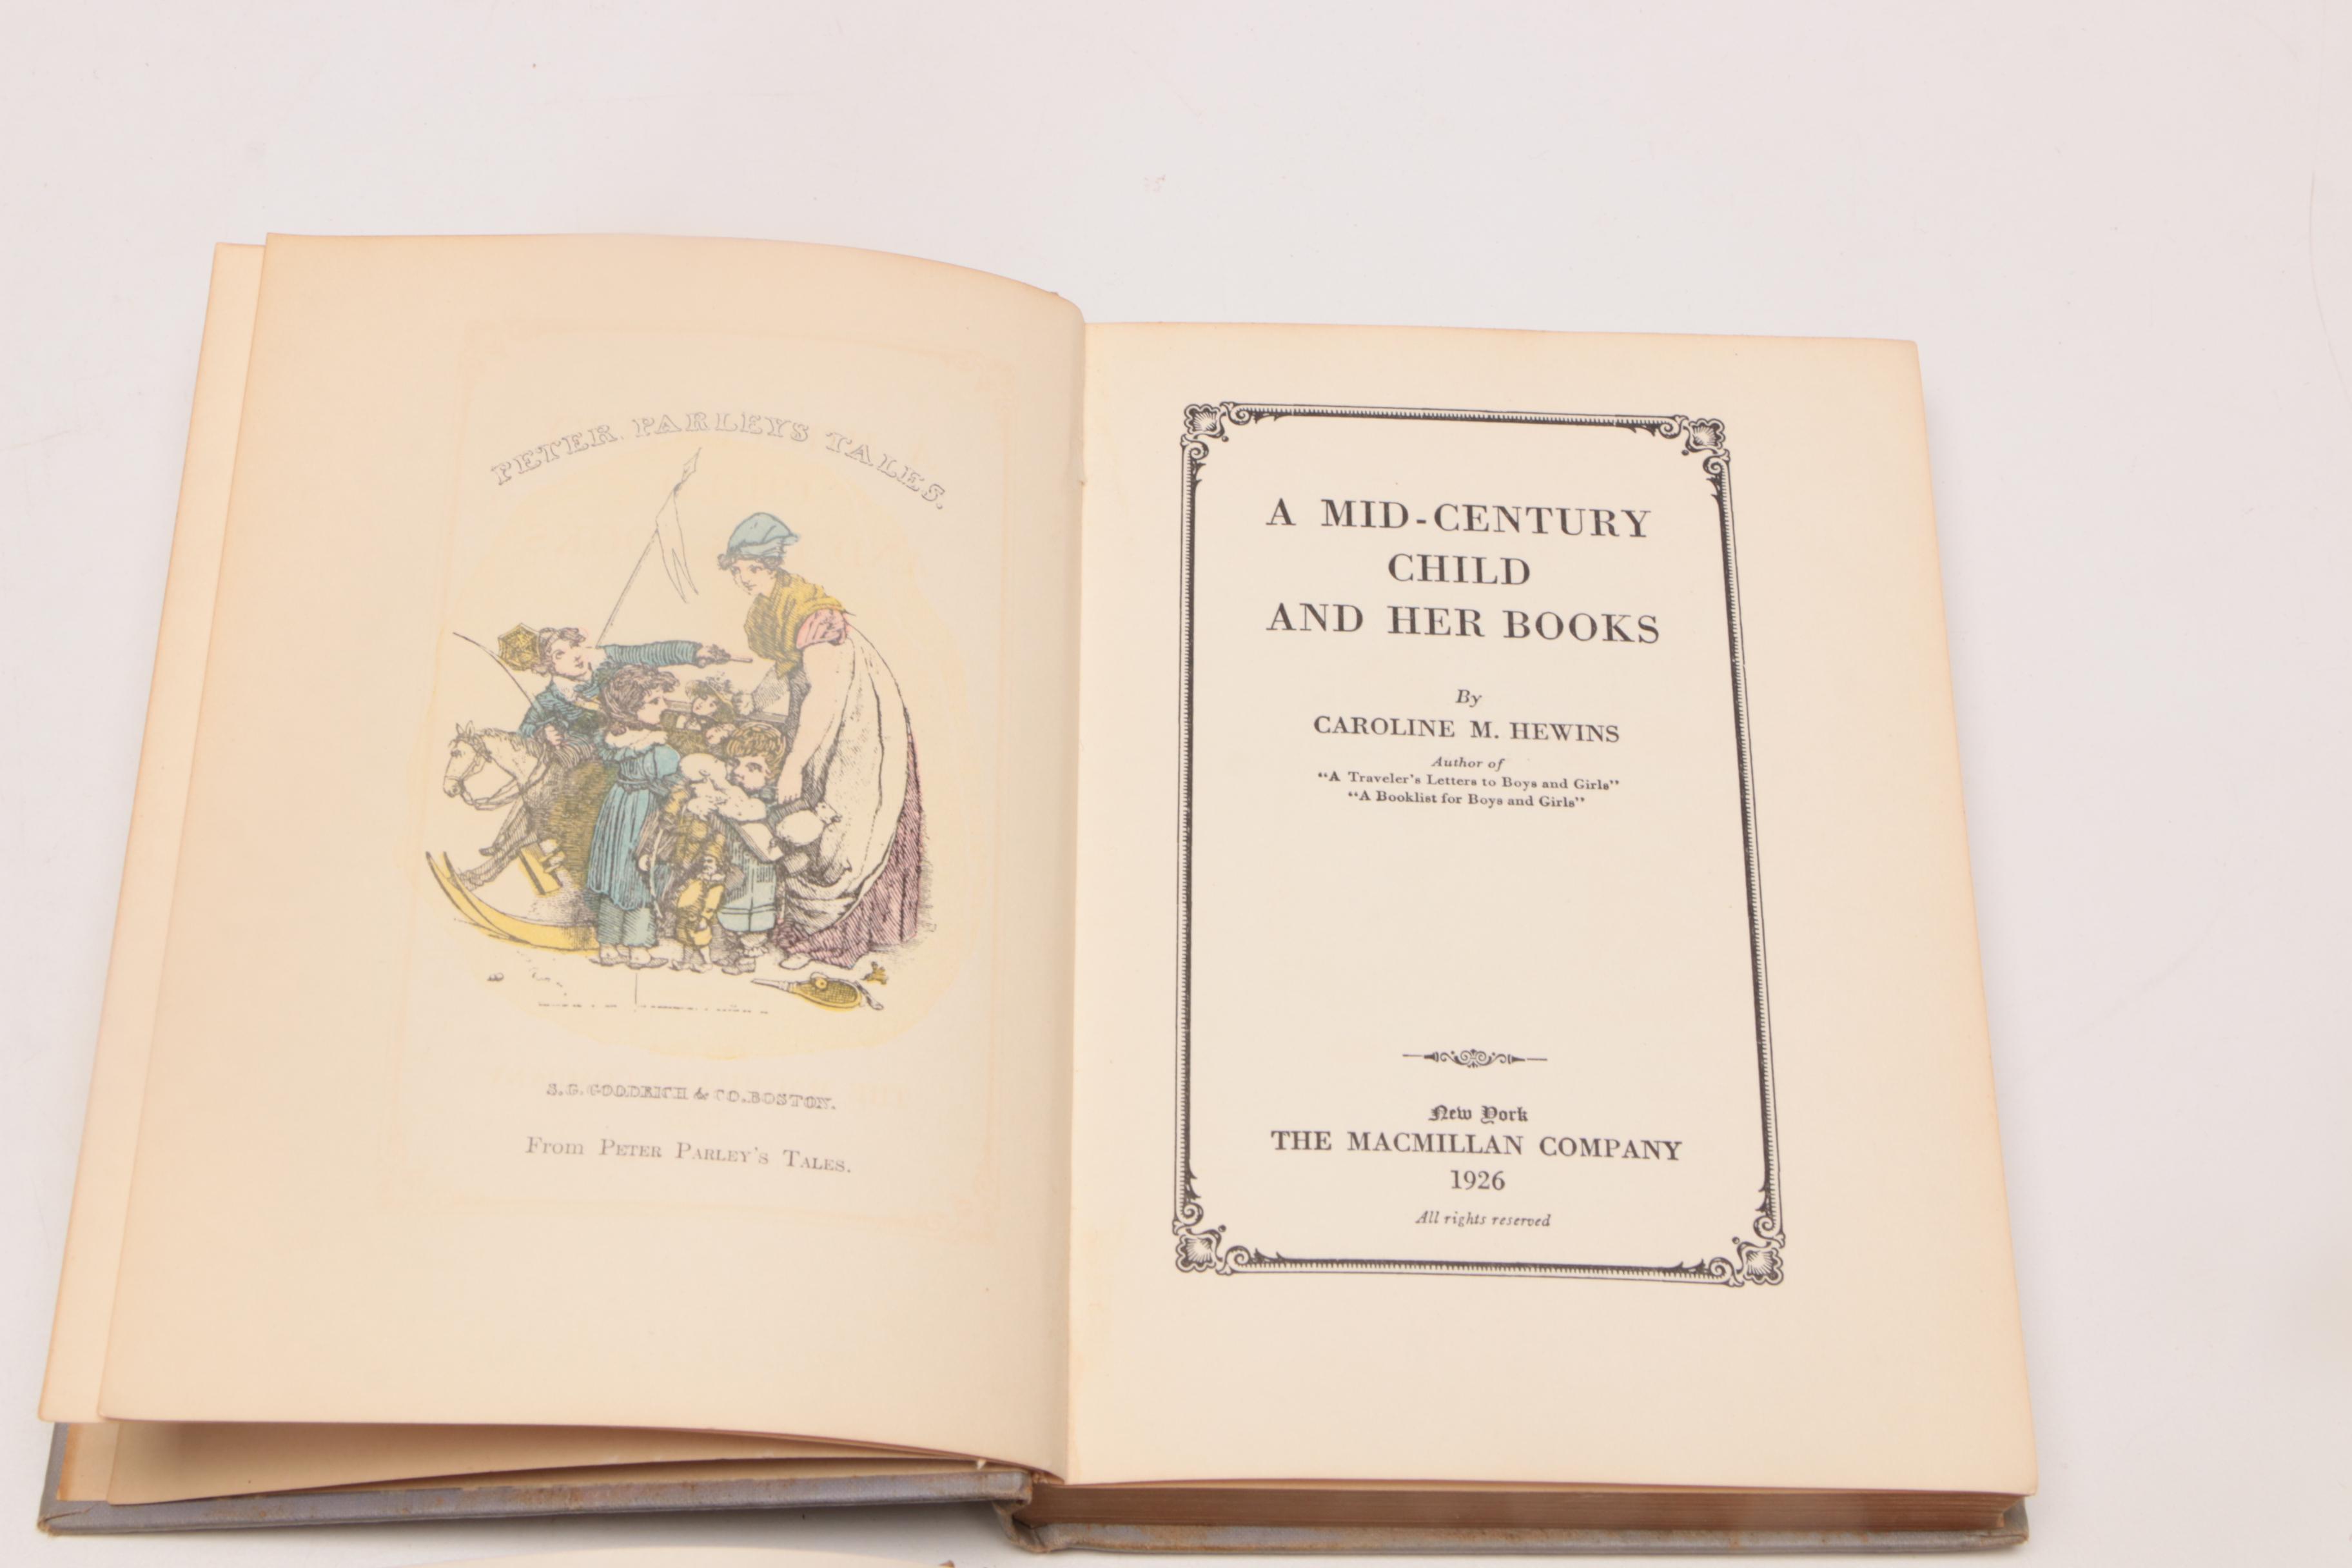 PETER PARLEYS TALES.
S. G. GOODRICH & CO. BOSTON.
From PETER PARLEY'S TALES.
A MID-CENTURY
CHILD
AND HER BOOKS
By
CAROLINE M. HEWINS
Author of
"A Traveler's Letters to Boys and Girls"
"A Booklist for Boys and Girls"
New York
THE MACMILLAN COMPANY
1926
All rights reserved